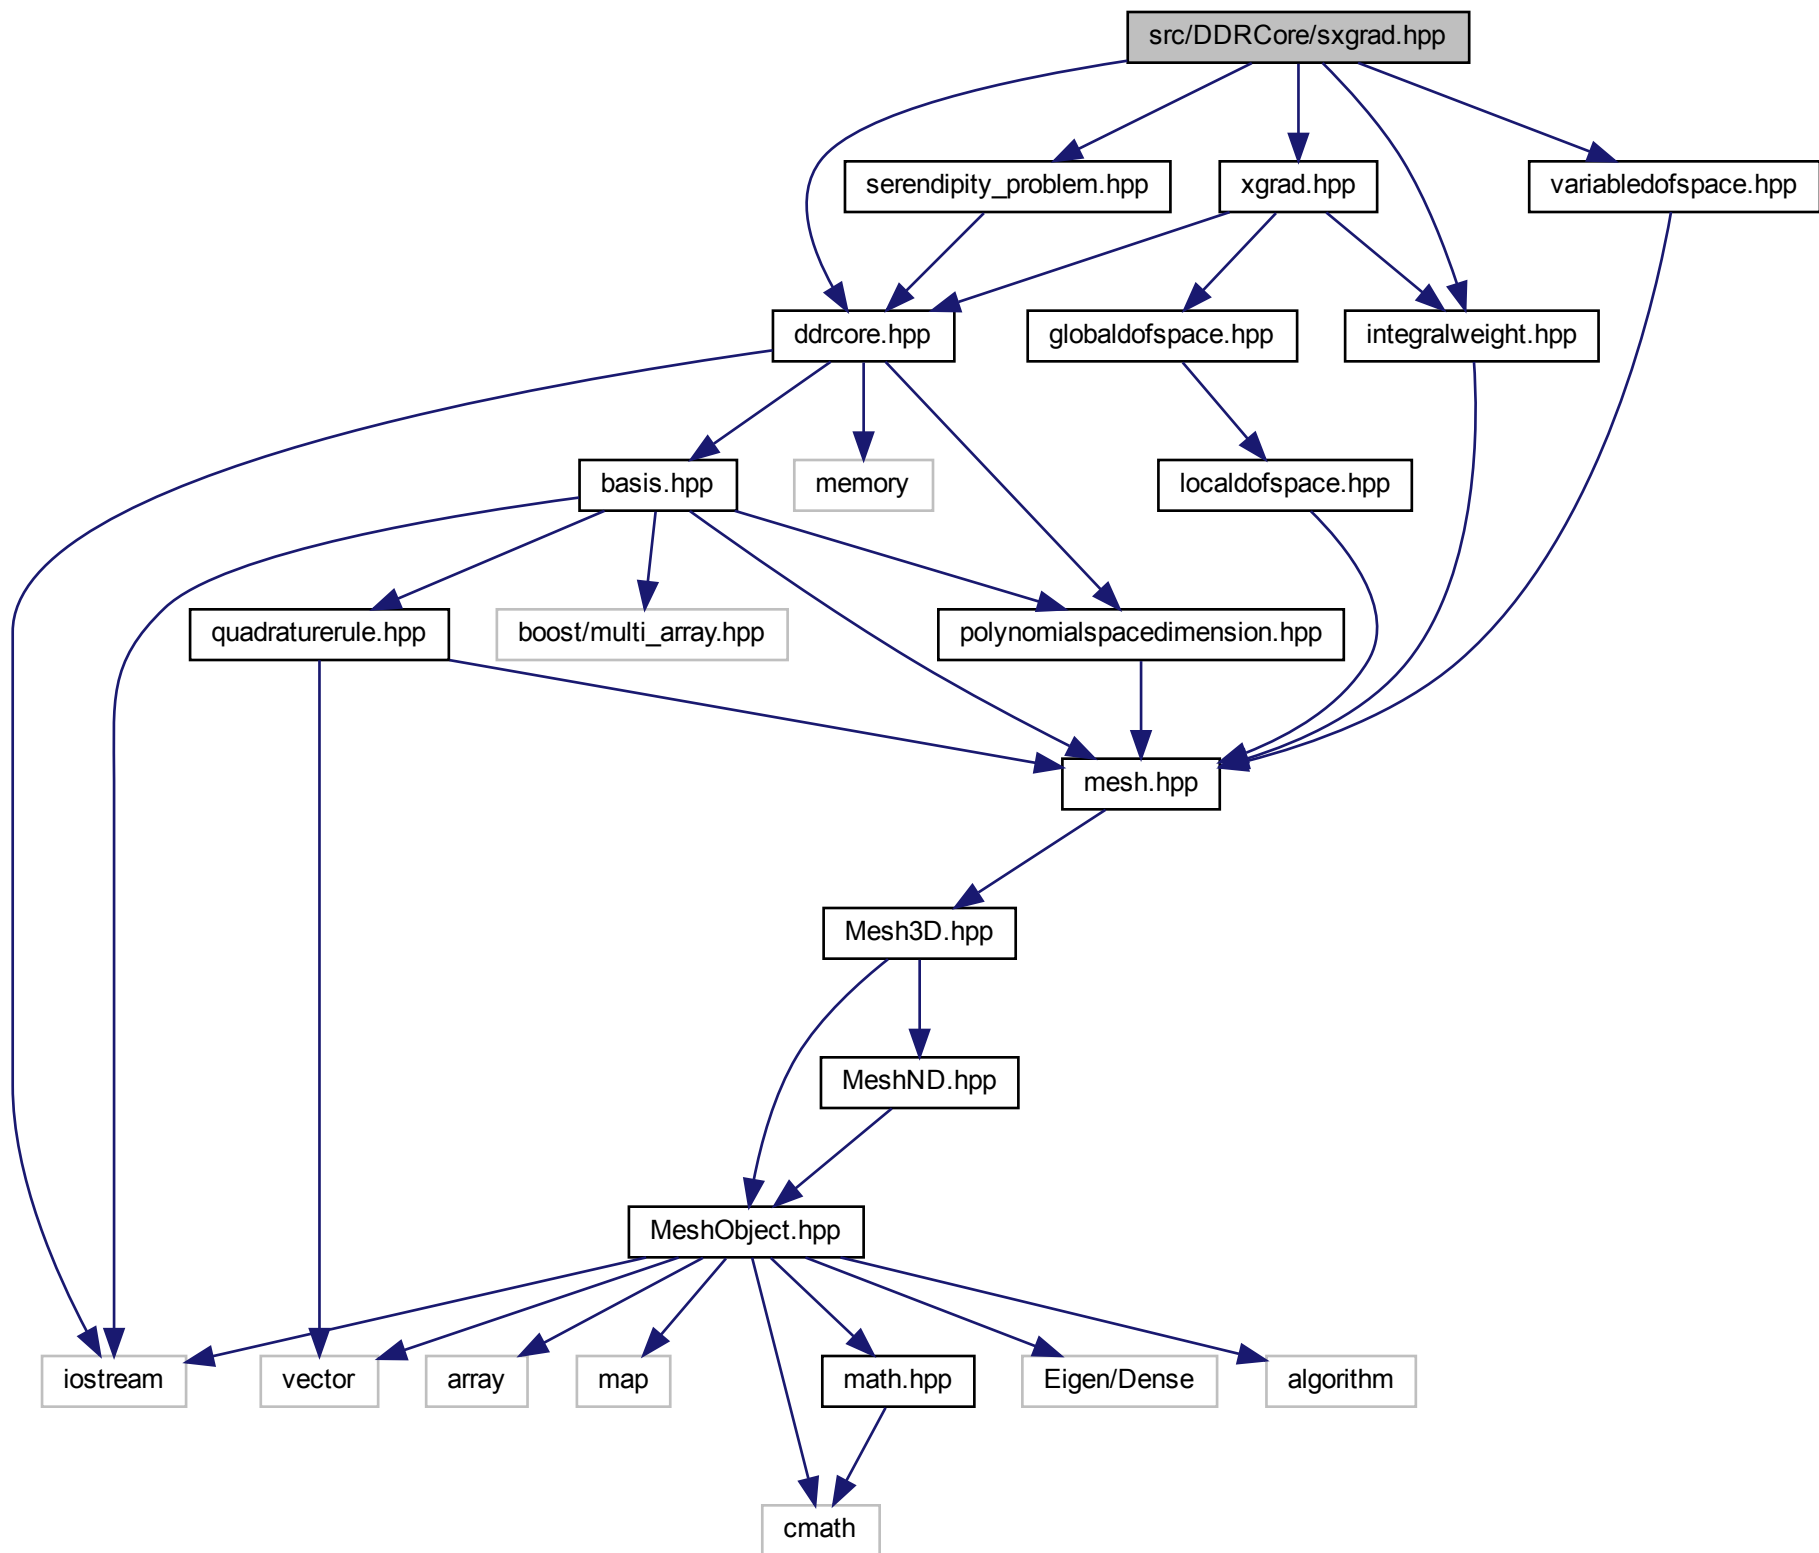 src/DDRCore/sxgrad.hpp
serendipity_problem.hpp
xgrad.hpp
variabledofspace.hpp
ddrcore.hpp
globaldofspace.hpp
integralweight.hpp
basis.hpp
memory
localdofspace.hpp
quadraturerule.hpp
boost/multi_array.hpp
polynomialspacedimension.hpp
mesh.hpp
Mesh3D.hpp
MeshND.hpp
MeshObject.hpp
iostream
vector
array
map
math.hpp
Eigen/Dense
algorithm
cmath